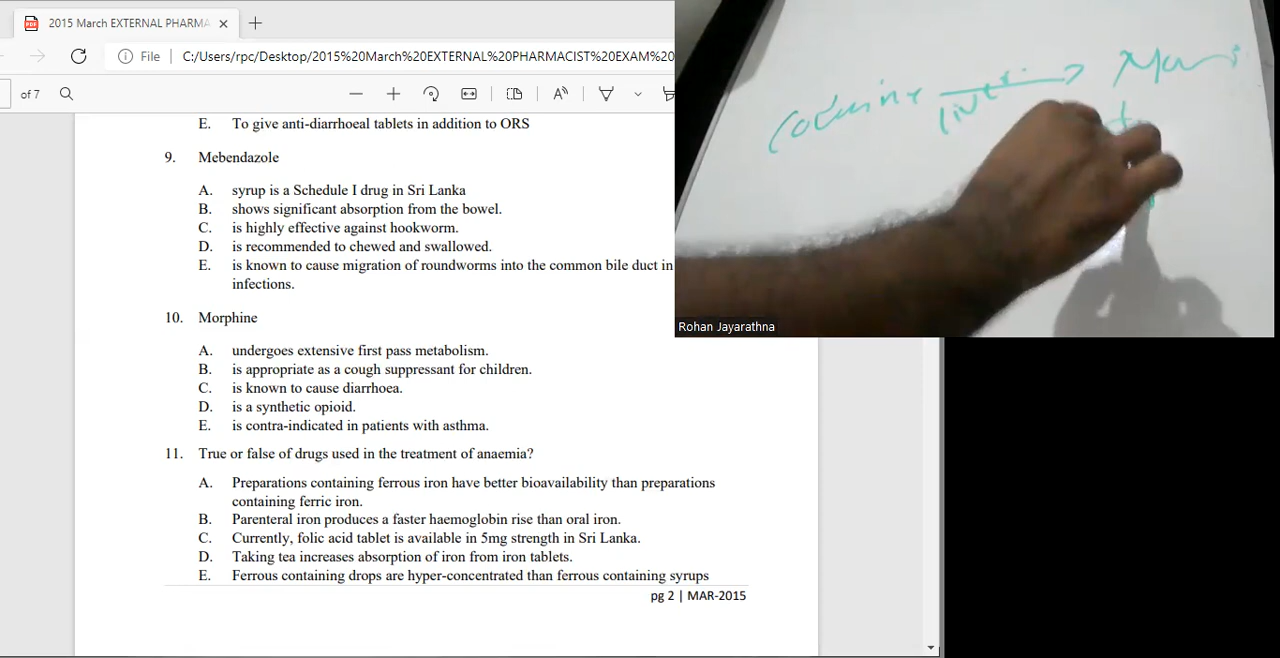 2015 March EXTERNAL PHARMA
File C:/Users/rpc/Desktop/2015%20March%20EXTERNAL%20PHARMACIST%20EXAM%20
of 7
E. To give anti-diarrhoeal tablets in addition to ORS
9. Mebendazole
A. syrup is a Schedule I drug in Sri Lanka
B. shows significant absorption from the bowel.
C. is highly effective against hookworm.
D. is recommended to chewed and swallowed.
E. is known to cause migration of roundworms into the common bile duct in
infections.
10. Morphine
A. undergoes extensive first pass metabolism.
B. is appropriate as a cough suppressant for children.
C. is known to cause diarrhoea.
D. is a synthetic opioid.
E. is contra-indicated in patients with asthma.
11. True or false of drugs used in the treatment of anaemia?
A. Preparations containing ferrous iron have better bioavailability than preparations
containing ferric iron.
B. Parenteral iron produces a faster haemoglobin rise than oral iron.
C. Currently, folic acid tablet is available in 5mg strength in Sri Lanka.
D. Taking tea increases absorption of iron from iron tablets.
E. Ferrous containing drops are hyper-concentrated than ferrous containing syrups
pg 2 | MAR-2015
Rohan Jayarathna